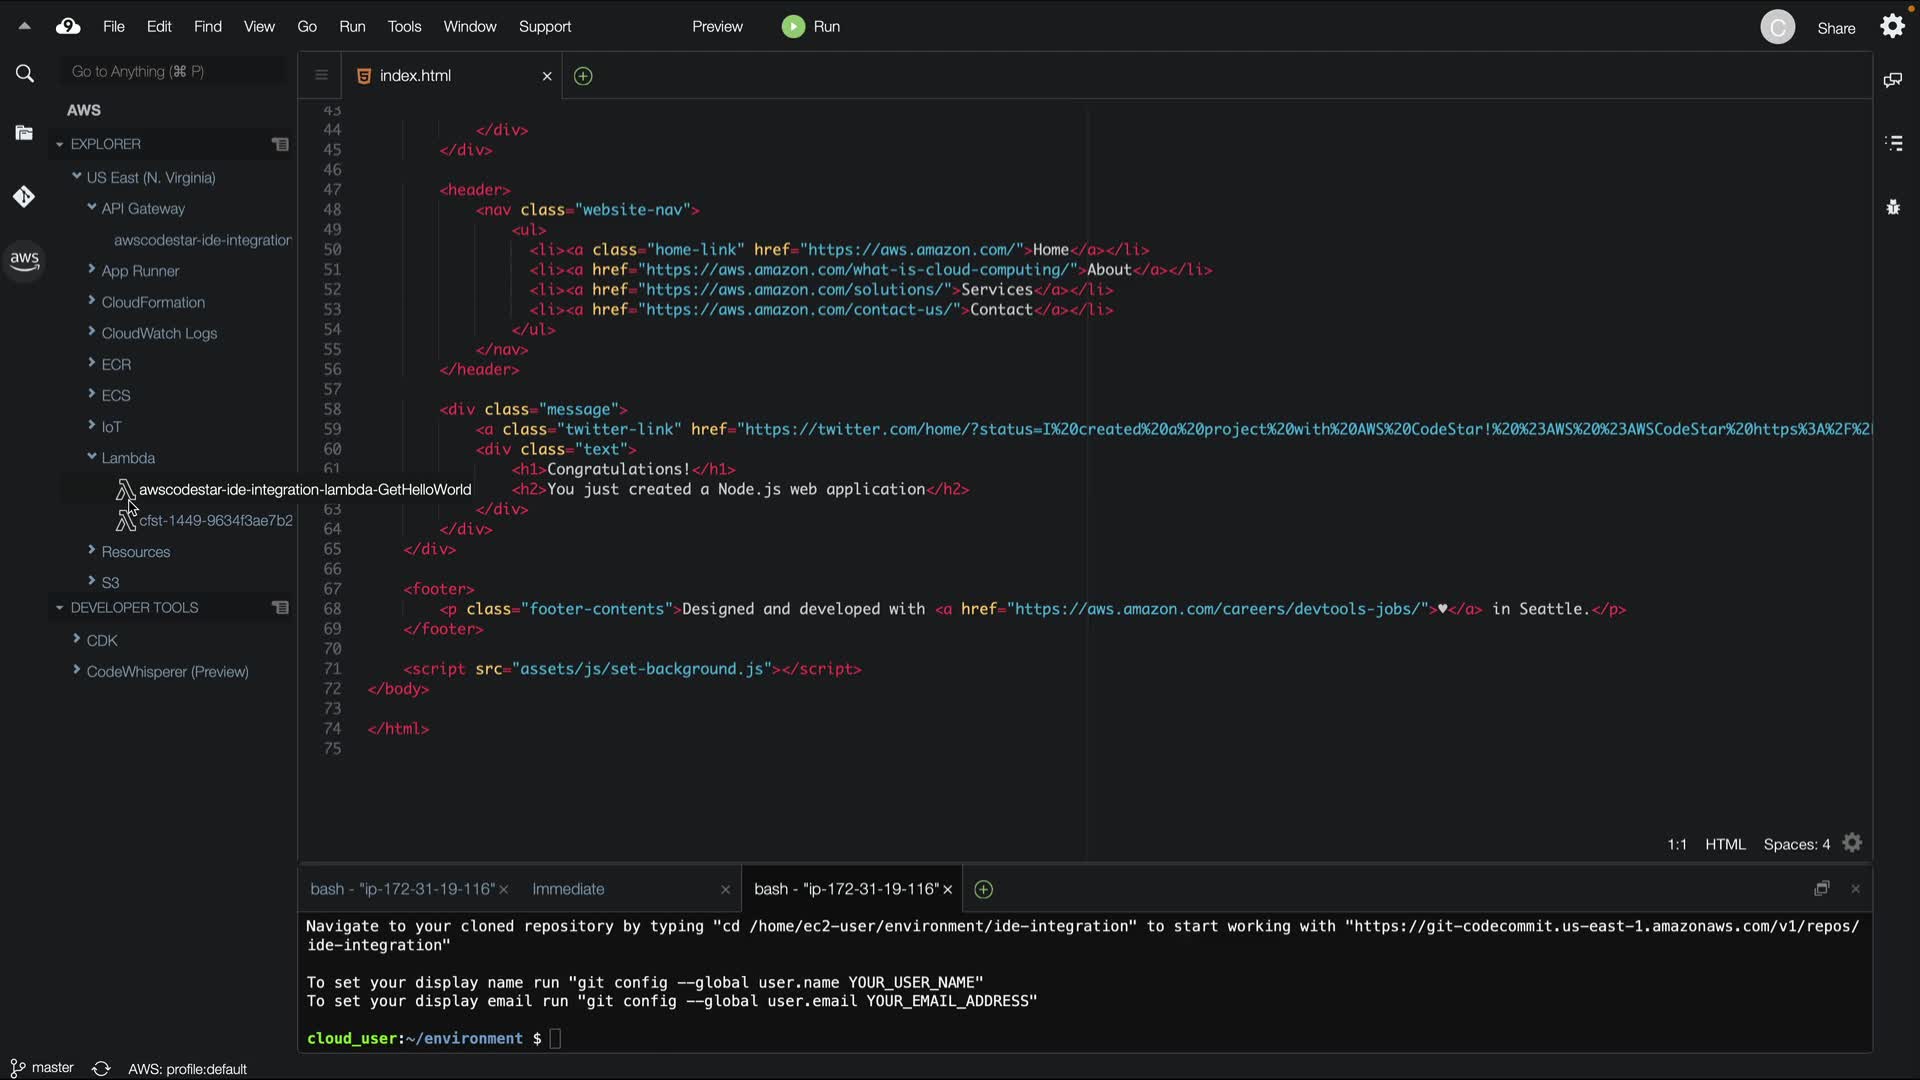 File Edit Find View Go Run Tools Window Support Preview Run C Share
Go to Anything (⌘ P)
AWS
EXPLORER
US East (N. Virginia)
API Gateway
awscodestar-ide-integration
App Runner
CloudFormation
CloudWatch Logs
ECR
ECS
IoT
Lambda
awscodestar-ide-integration-lambda-GetHelloWorld
cfst-1449-9634f3ae7b2
Resources
S3
DEVELOPER TOOLS
CDK
CodeWhisperer (Preview)
aws
index.html
43
44 </div>
45 </div>
46
47 <header>
48 <nav class="website-nav">
49 <ul>
50 <li><a class="home-link" href="https://aws.amazon.com/">Home</a></li>
51 <li><a href="https://aws.amazon.com/what-is-cloud-computing/">About</a></li>
52 <li><a href="https://aws.amazon.com/solutions/">Services</a></li>
53 <li><a href="https://aws.amazon.com/contact-us/">Contact</a></li>
54 </ul>
55 </nav>
56 </header>
57
58 <div class="message">
59 <a class="twitter-link" href="https://twitter.com/home/?status=I%20created%20a%20project%20with%20AWS%20CodeStar!%20%23AWS%20%23AWSCodeStar%20https%3A%2F%2
60 <div class="text">
61 <h1>Congratulations!</h1>
<h2>You just created a Node.js web application</h2>
63 </div>
64 </div>
65 </div>
66
67 <footer>
68 <p class="footer-contents">Designed and developed with <a href="https://aws.amazon.com/careers/devtools-jobs/">♥</a> in Seattle.</p>
69 </footer>
70
71 <script src="assets/js/set-background.js"></script>
72 </body>
73
74 </html>
75
1:1 HTML Spaces: 4
bash - "ip-172-31-19-116" Immediate bash - "ip-172-31-19-116"
Navigate to your cloned repository by typing "cd /home/ec2-user/environment/ide-integration" to start working with "https://git-codecommit.us-east-1.amazonaws.com/v1/repos/
ide-integration"
To set your display name run "git config --global user.name YOUR_USER_NAME"
To set your display email run "git config --global user.email YOUR_EMAIL_ADDRESS"
cloud_user:~/environment $
master AWS: profile:default